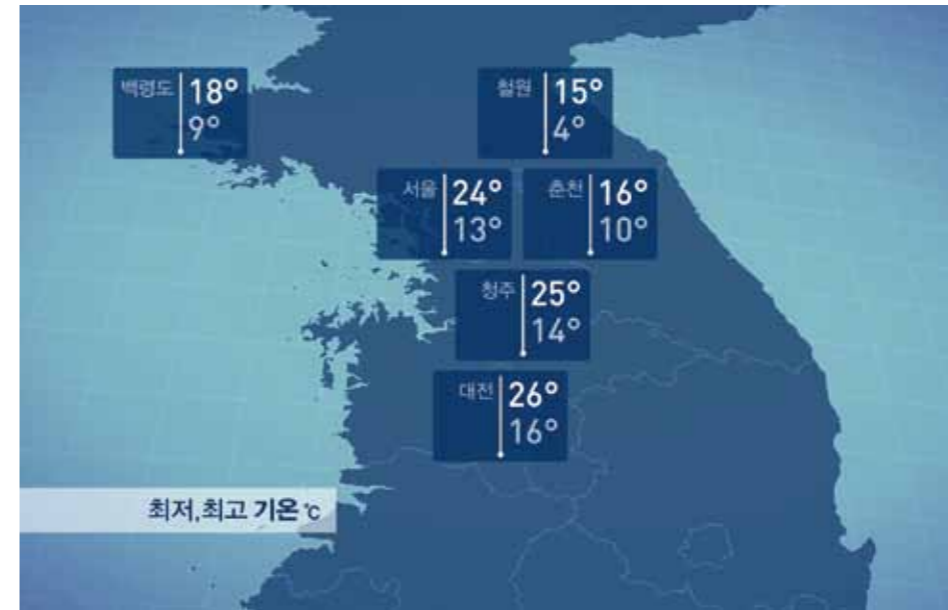 백령도 18°
9°
철원 15°
4°
서울 24°
13°
춘천 16°
10°
청주 25°
14°
대전 26°
16°
최저,최고 기온 ℃